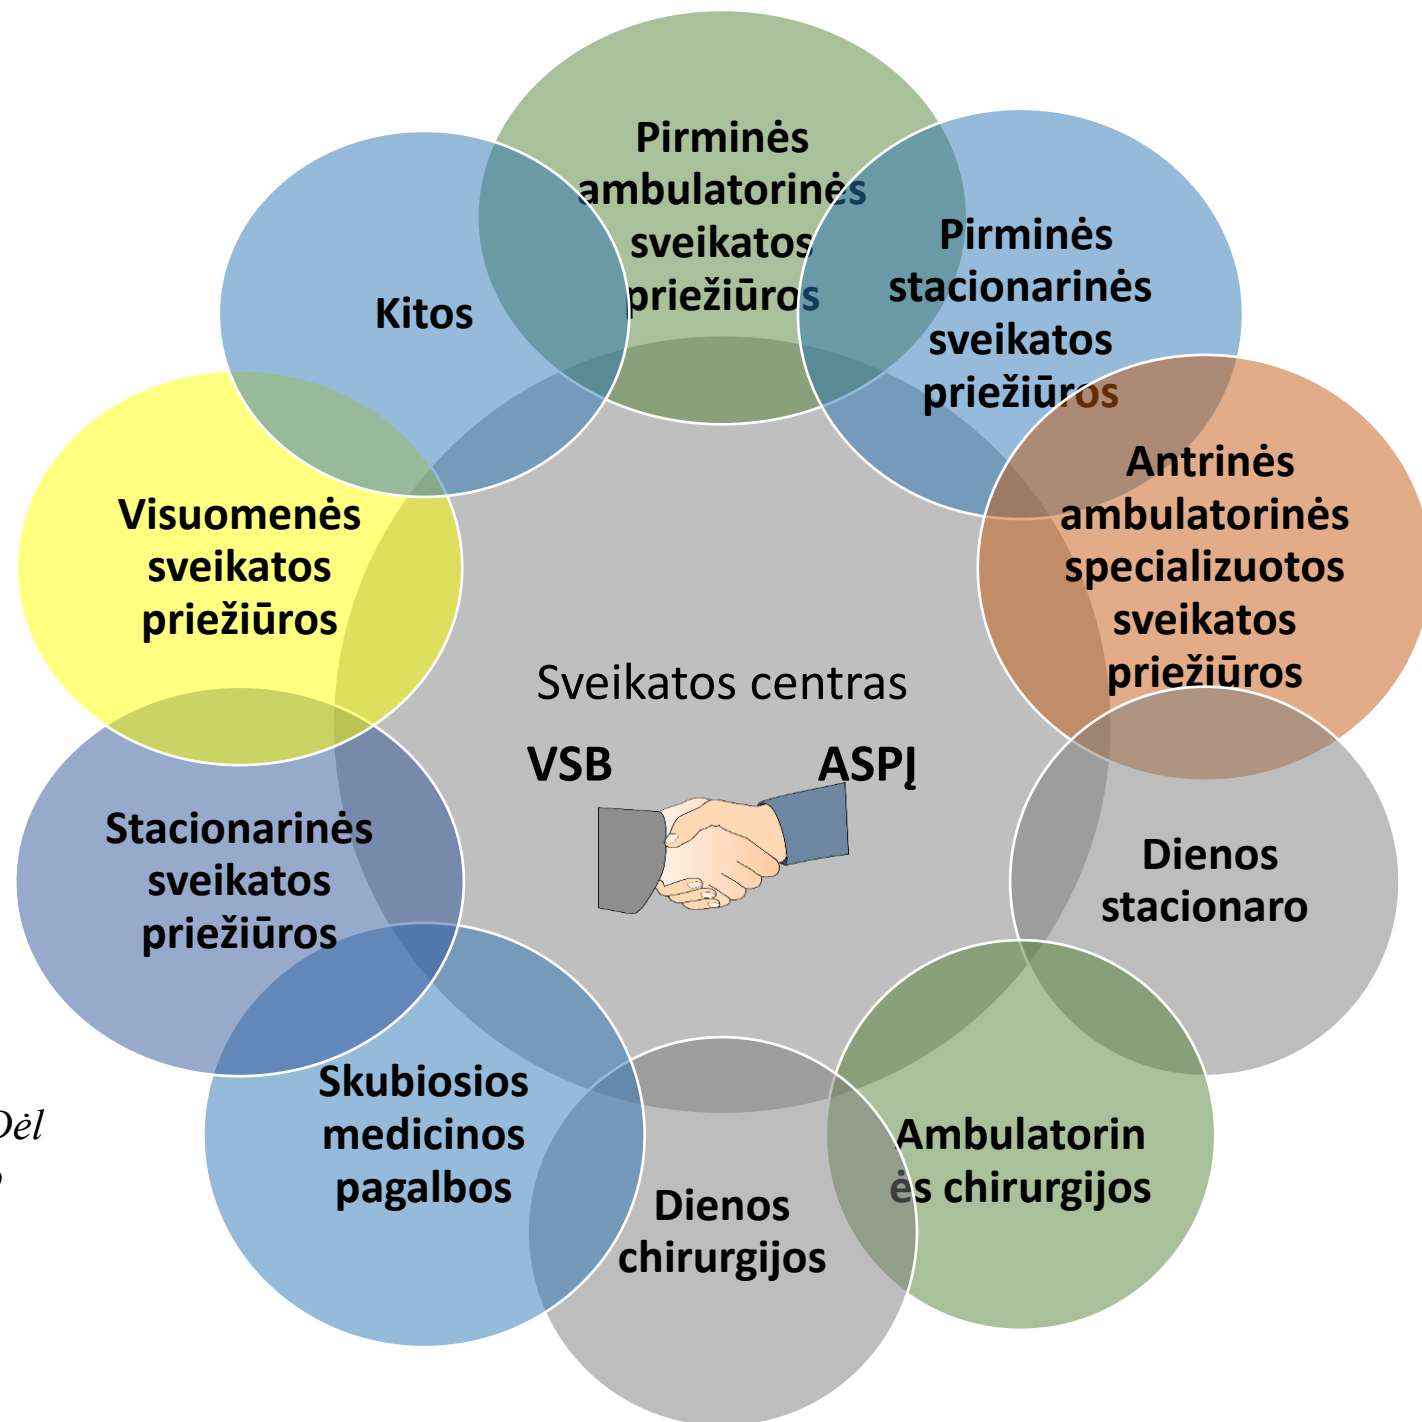 Pirminės
ambulatorinės
sveikatos
priežiūros
Pirminės
stacionarinės
sveikatos
priežiūros
Antrinės
ambulatorinės
specializuotos
sveikatos
priežiūros
Dienos
stacionaro
Ambulatorin
ės chirurgijos
Dienos
chirurgijos
Skubiosios
medicinos
pagalbos
Stacionarinės
sveikatos
priežiūros
Visuomenės
sveikatos
priežiūros
Kitos
Sveikatos centras
VSB ASPĮ
Dėl